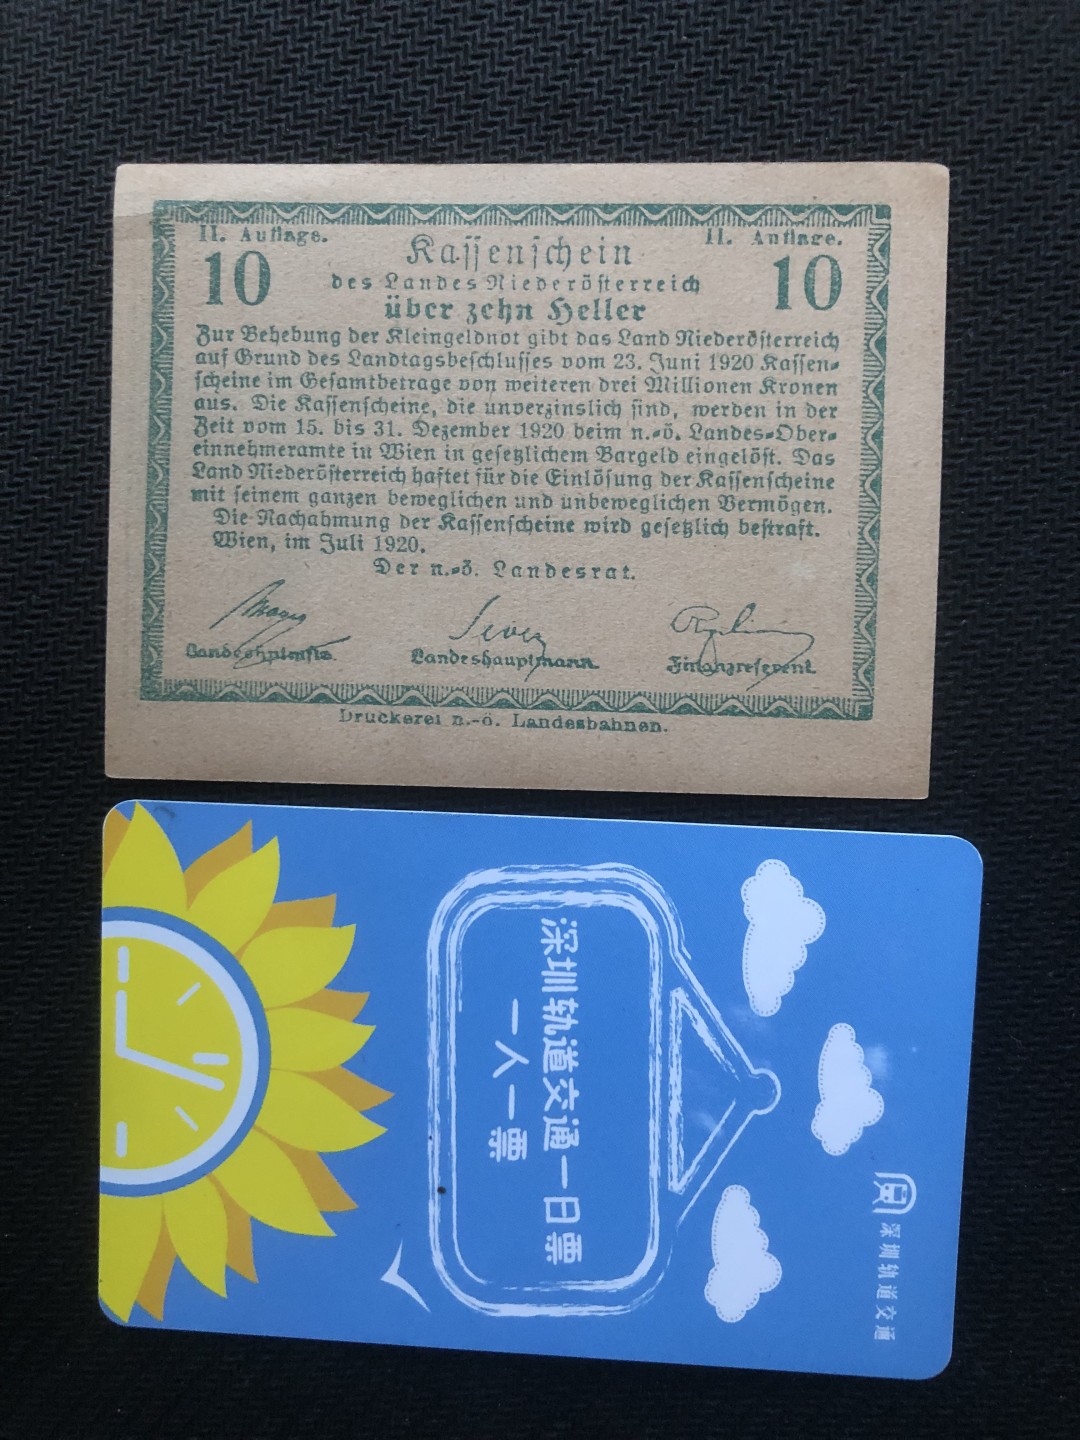 II. Auflage.
II. Auflage.
10
Kassenschein
10
des Landes Niederösterreich
über zehn Heller
Zur Behebung der Kleingeldnot gibt das Land Niederösterreich
auf Grund des Landtagsbeschlusses vom 23. Juni 1920 Kassen-
scheine im Gesamtbetrage von weiteren drei Millionen Kronen
aus. Die Kassenscheine, die unverzinslich sind, werden in der
Zeit vom 15. bis 31. Dezember 1920 beim n.-ö. Landes-Ober-
einnehmeramte in Wien in gesetzlichem Bargeld eingelöst. Das
Land Niederösterreich haftet für die Einlösung der Kassenscheine
mit seinem ganzen beweglichen und unbeweglichen Vermögen.
Die Nachahmung der Kassenscheine wird gesetzlich bestraft.
Wien, im Juli 1920.
Der n.-ö. Landesrat.
Sever
Landeshauptmann
Finanzreferent
Druckerei n.-ö. Landesbahnen.
深圳轨道交通一日票
一人一票
深圳轨道交通